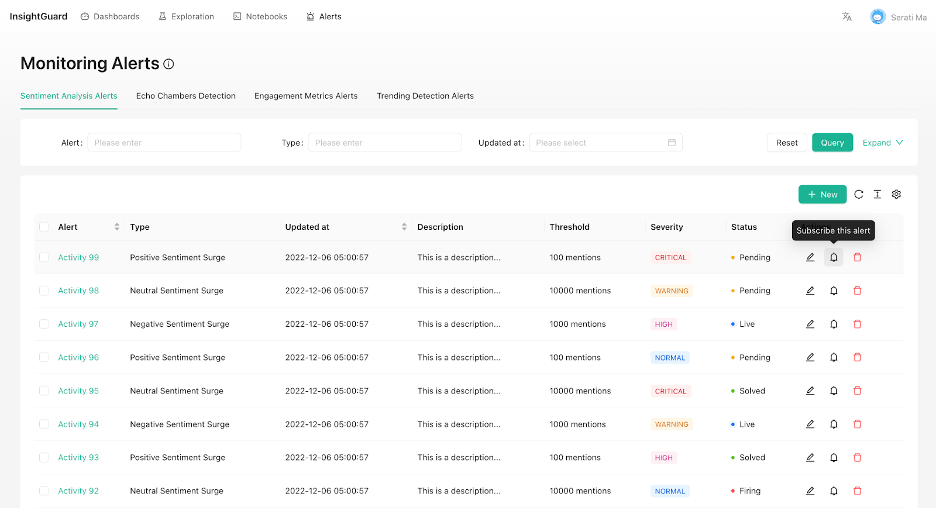 InsightGuard Dashboards Exploration Notebooks Alerts Serati Ma
Monitoring Alerts
Sentiment Analysis Alerts Echo Chambers Detection Engagement Metrics Alerts Trending Detection Alerts
Alert: Please enter Type: Please enter Updated at: Please select Reset Query Expand
+ New
Subscribe this alert
Alert Type Updated at Description Threshold Severity Status
Activity 99 Positive Sentiment Surge 2022-12-06 05:00:57 This is a description... 100 mentions CRITICAL Pending
Activity 98 Neutral Sentiment Surge 2022-12-06 05:00:57 This is a description... 10000 mentions WARNING Pending
Activity 97 Negative Sentiment Surge 2022-12-06 05:00:57 This is a description... 1000 mentions HIGH Live
Activity 96 Positive Sentiment Surge 2022-12-06 05:00:57 This is a description... 100 mentions NORMAL Pending
Activity 95 Neutral Sentiment Surge 2022-12-06 05:00:57 This is a description... 10000 mentions CRITICAL Solved
Activity 94 Negative Sentiment Surge 2022-12-06 05:00:57 This is a description... 1000 mentions WARNING Live
Activity 93 Positive Sentiment Surge 2022-12-06 05:00:57 This is a description... 100 mentions HIGH Solved
Activity 92 Neutral Sentiment Surge 2022-12-06 05:00:57 This is a description... 10000 mentions NORMAL Firing